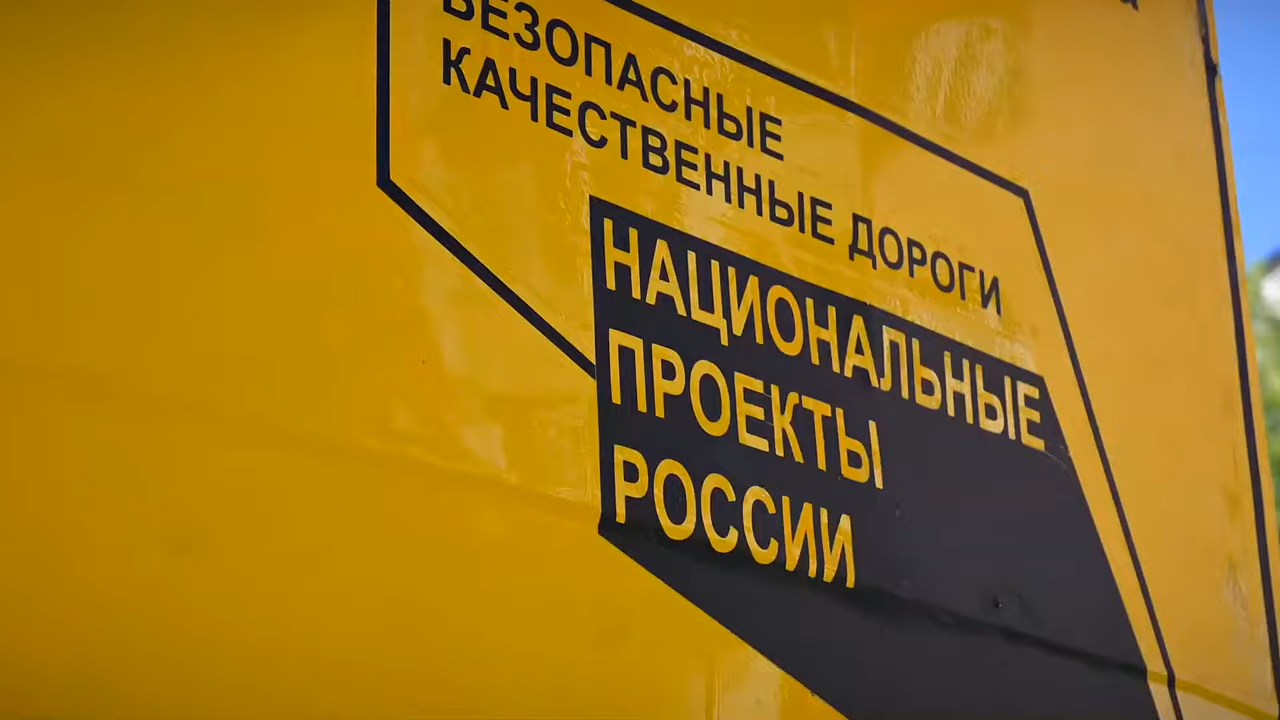 БЕЗОПАСНЫЕ
КАЧЕСТВЕННЫЕ ДОРОГИ
НАЦИОНАЛЬНЫЕ
ПРОЕКТЫ
РОССИИ